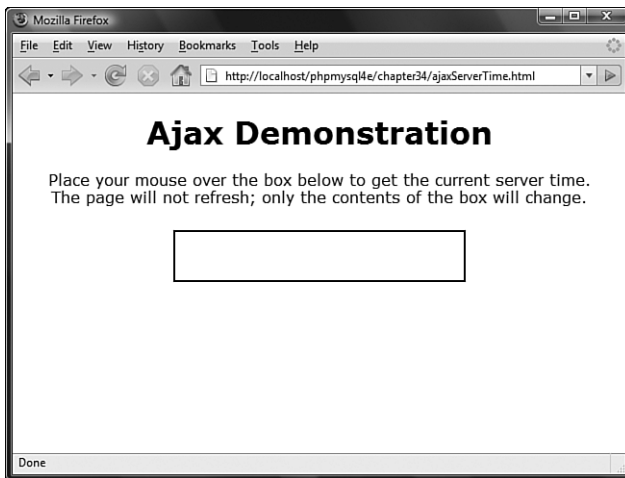 Mozilla Firefox
File Edit View History Bookmarks Tools Help
http://localhost/phpmysql4e/chapter34/ajaxServerTime.html
Ajax Demonstration
Place your mouse over the box below to get the current server time.
The page will not refresh; only the contents of the box will change.
Done